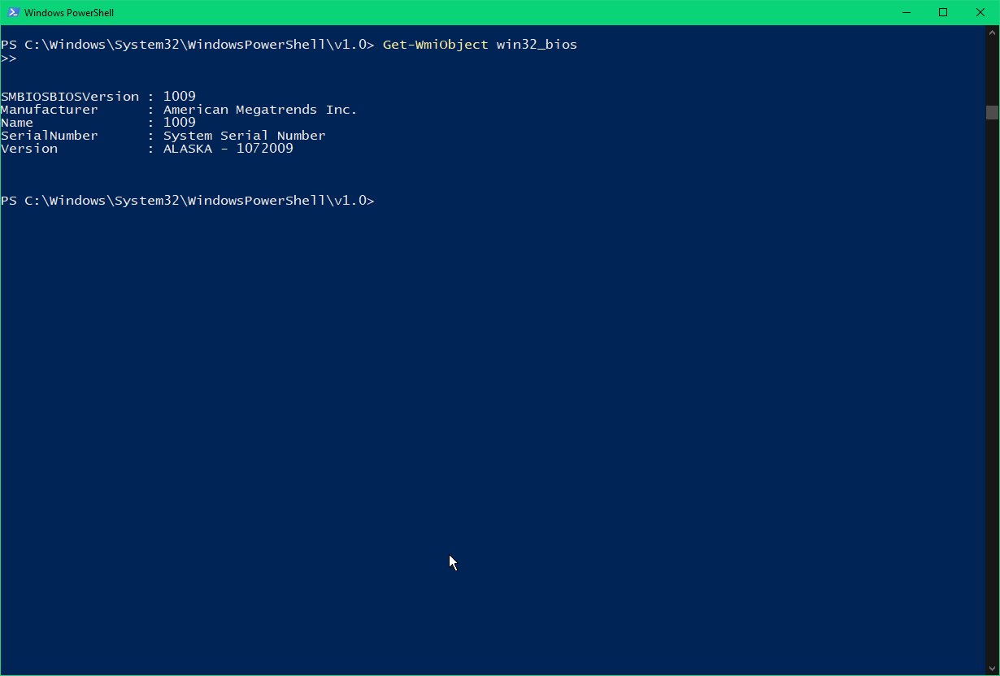 Windows PowerShell
PS C:\Windows\System32\WindowsPowerShell\v1.0> Get-WmiObject win32_bios
>>
SMBIOSBIOSVersion : 1009
Manufacturer      : American Megatrends Inc.
Name              : 1009
SerialNumber      : System Serial Number
Version           : ALASKA - 1072009
PS C:\Windows\System32\WindowsPowerShell\v1.0>